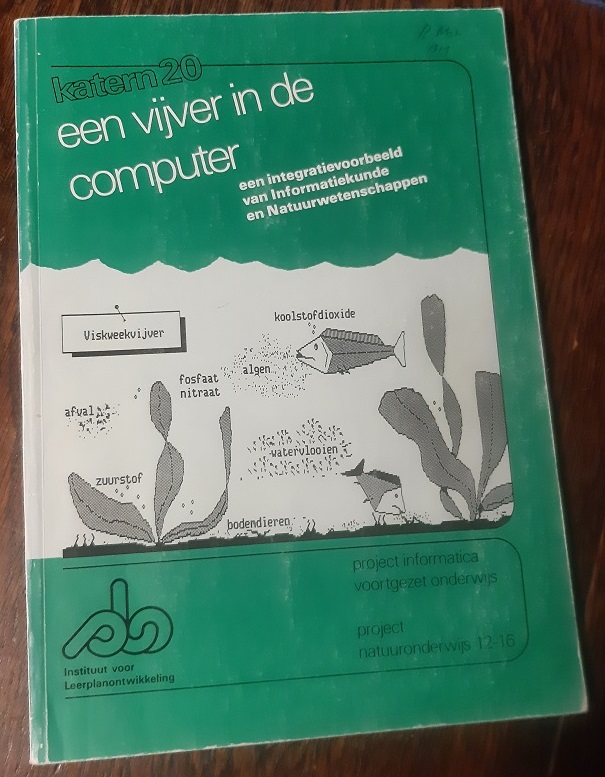 katern 20
een vijver in de
computer
een integratievoorbeeld
van Informatiekunde
en Natuurwetenschappen
Viskweekvijver
koolstofdioxide
algen
fosfaat
nitraat
afval
watervlooien
zuurstof
bodendieren
project informatica
voortgezet onderwijs
project
natuuronderwijs 12-16
Instituut voor
Leerplanontwikkeling